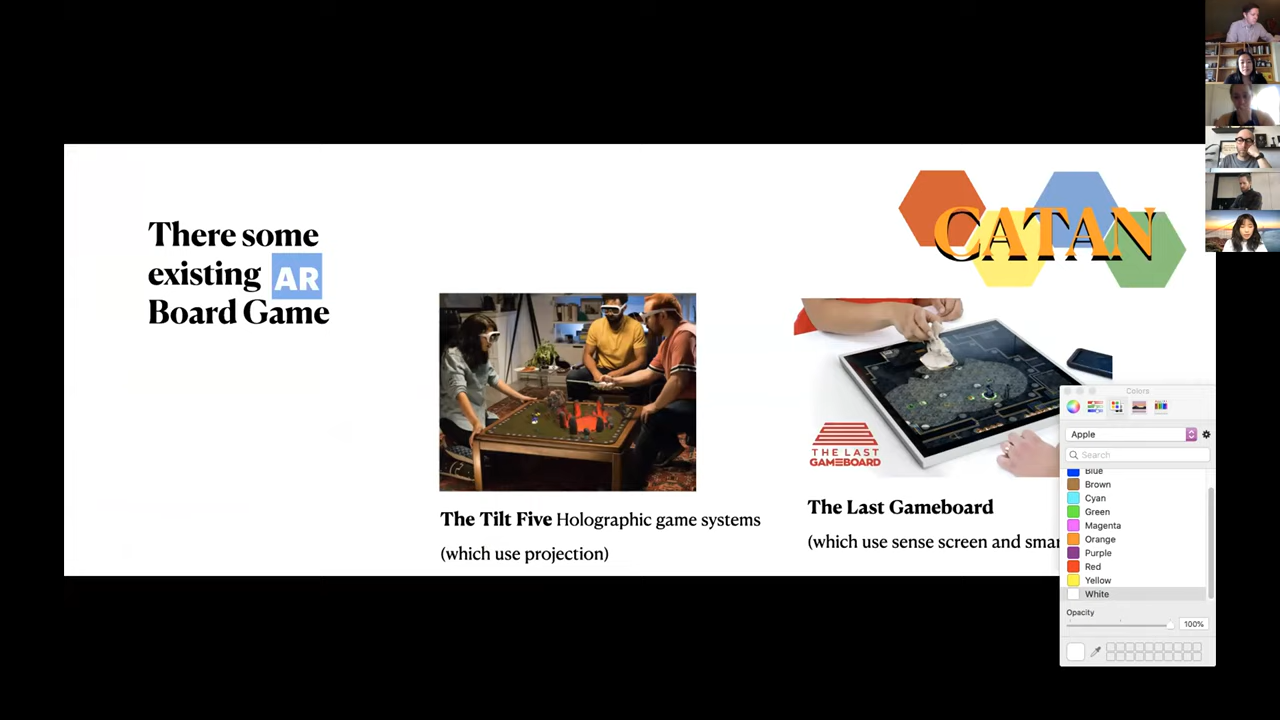 There some
existing AR
Board Game
CATAN
THE LAST
GAMEBOARD
The Tilt Five Holographic game systems
(which use projection)
The Last Gameboard
(which use sense screen and smar
Colors
Apple
Search
Blue
Brown
Cyan
Green
Magenta
Orange
Purple
Red
Yellow
White
Opacity
100%